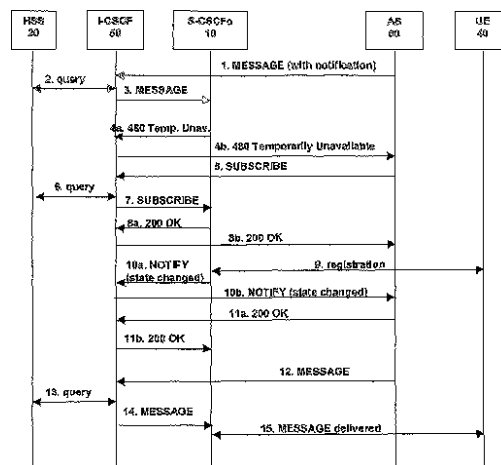 HSS
20
I-CSCF
50
S-CSCFo
10
AS
60
UE
40
1. MESSAGE (with notification)
2. query
3. MESSAGE
4a. 480 Temp. Unav.
4b. 480 Temporarily Unavailable
5. SUBSCRIBE
6. query
7. SUBSCRIBE
8a. 200 OK
8b. 200 OK
9. registration
10a. NOTIFY
(state changed)
10b. NOTIFY (state changed)
11a. 200 OK
11b. 200 OK
12. MESSAGE
13. query
14. MESSAGE
15. MESSAGE delivered